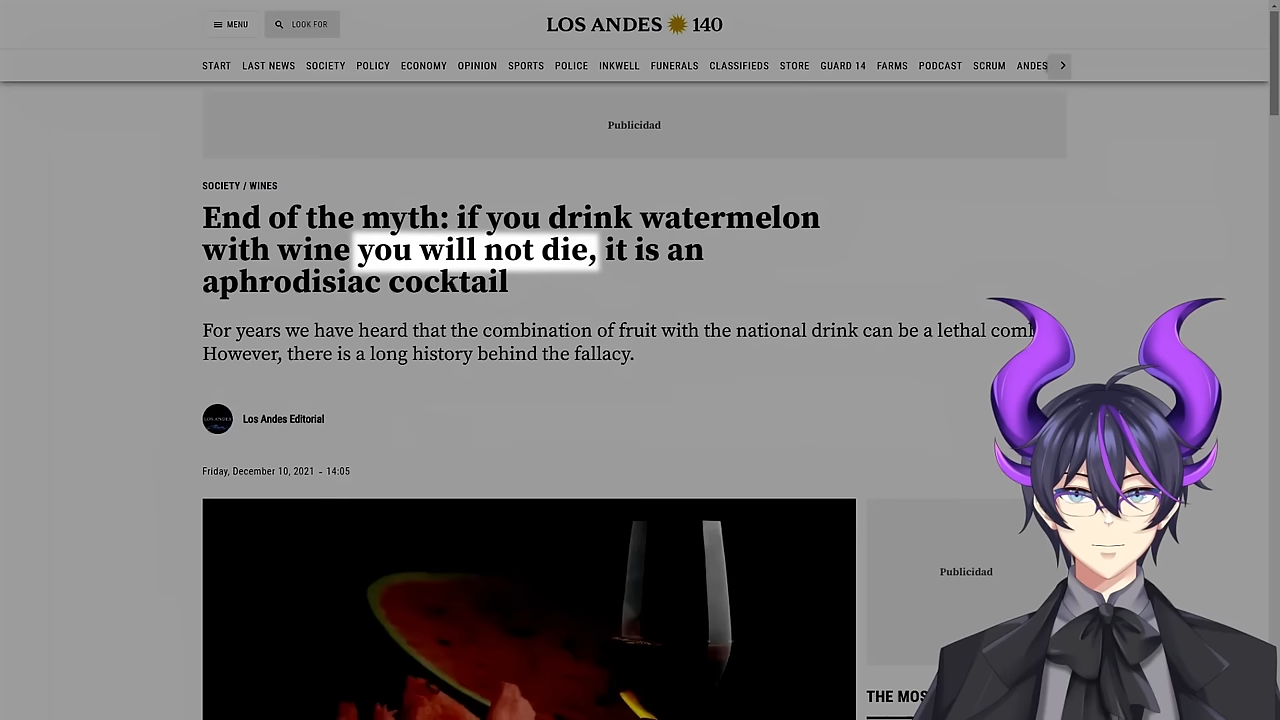 MENU
LOOK FOR
LOS ANDES 140
START LAST NEWS SOCIETY POLICY ECONOMY OPINION SPORTS POLICE INKWELL FUNERALS CLASSIFIEDS STORE GUARD 14 FARMS PODCAST SCRUM ANDES
Publicidad
SOCIETY / WINES
End of the myth: if you drink watermelon
with wine you will not die, it is an
aphrodisiac cocktail
For years we have heard that the combination of fruit with the national drink can be a lethal
However, there is a long history behind the fallacy.
LOS ANDES
Los Andes Editorial
Friday, December 10, 2021 - 14:05
Publicidad
THE